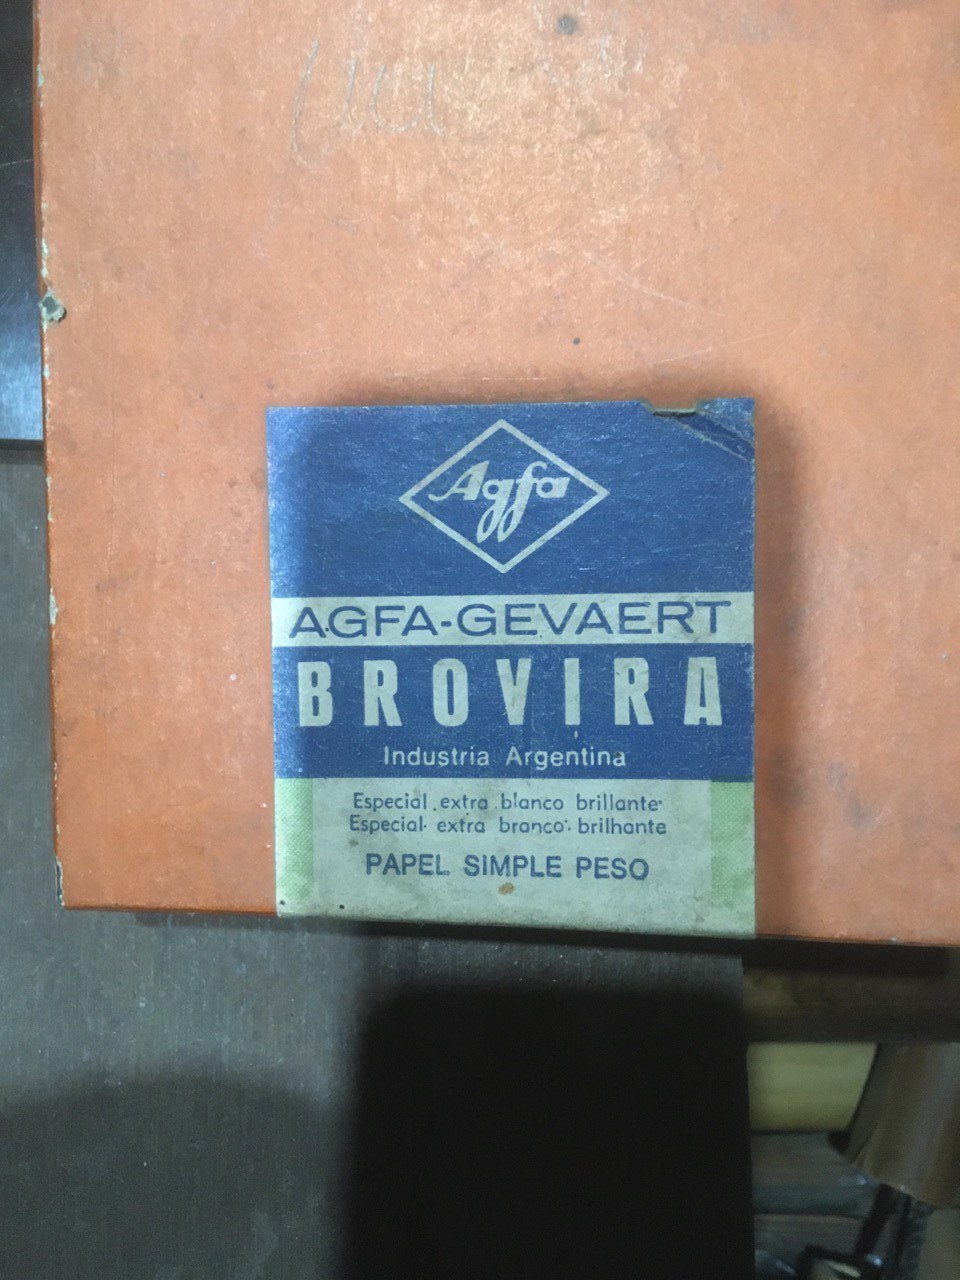 Agfa
AGFA-GEVAERT
BROVIRA
Industria Argentina
Especial extra blanco brillante
Especial extra branco brilhante
PAPEL SIMPLE PESO